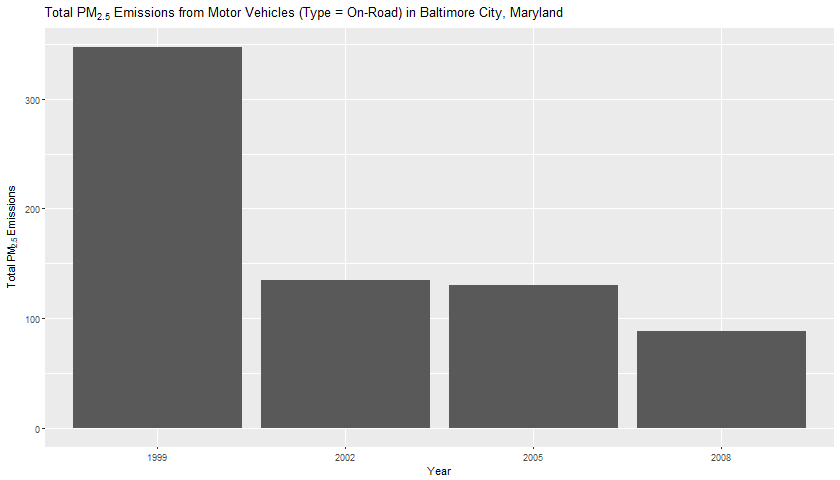 Total PM2.5 Emissions from Motor Vehicles (Type = On-Road) in Baltimore City, Maryland
Total PM2.5 Emissions
300
200
100
0
1999 2002 2005 2008
Year